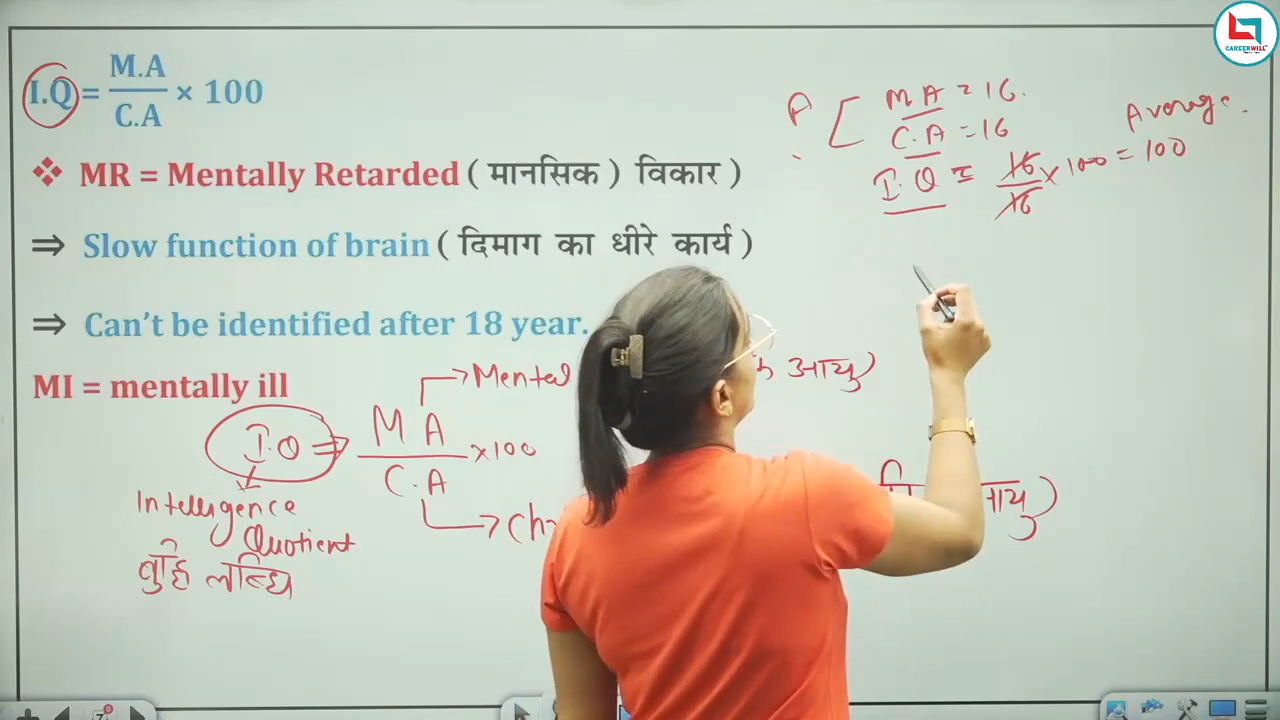 CAREERWILL
I.Q = M.A / C.A × 100
❖ MR = Mentally Retarded ( मानसिक ) विकार )
⇒ Slow function of brain ( दिमाग का धीरे कार्य )
⇒ Can't be identified after 18 year.
MI = mentally ill
I.Q ⇒ M A / C.A ×100
→ Mental
आयु)
Intelligence
Quotient
बुद्धि लब्धि
आयु)
A [ M A = 16.
C.A = 16
I.Q = 16/16 × 100 = 100
Average.